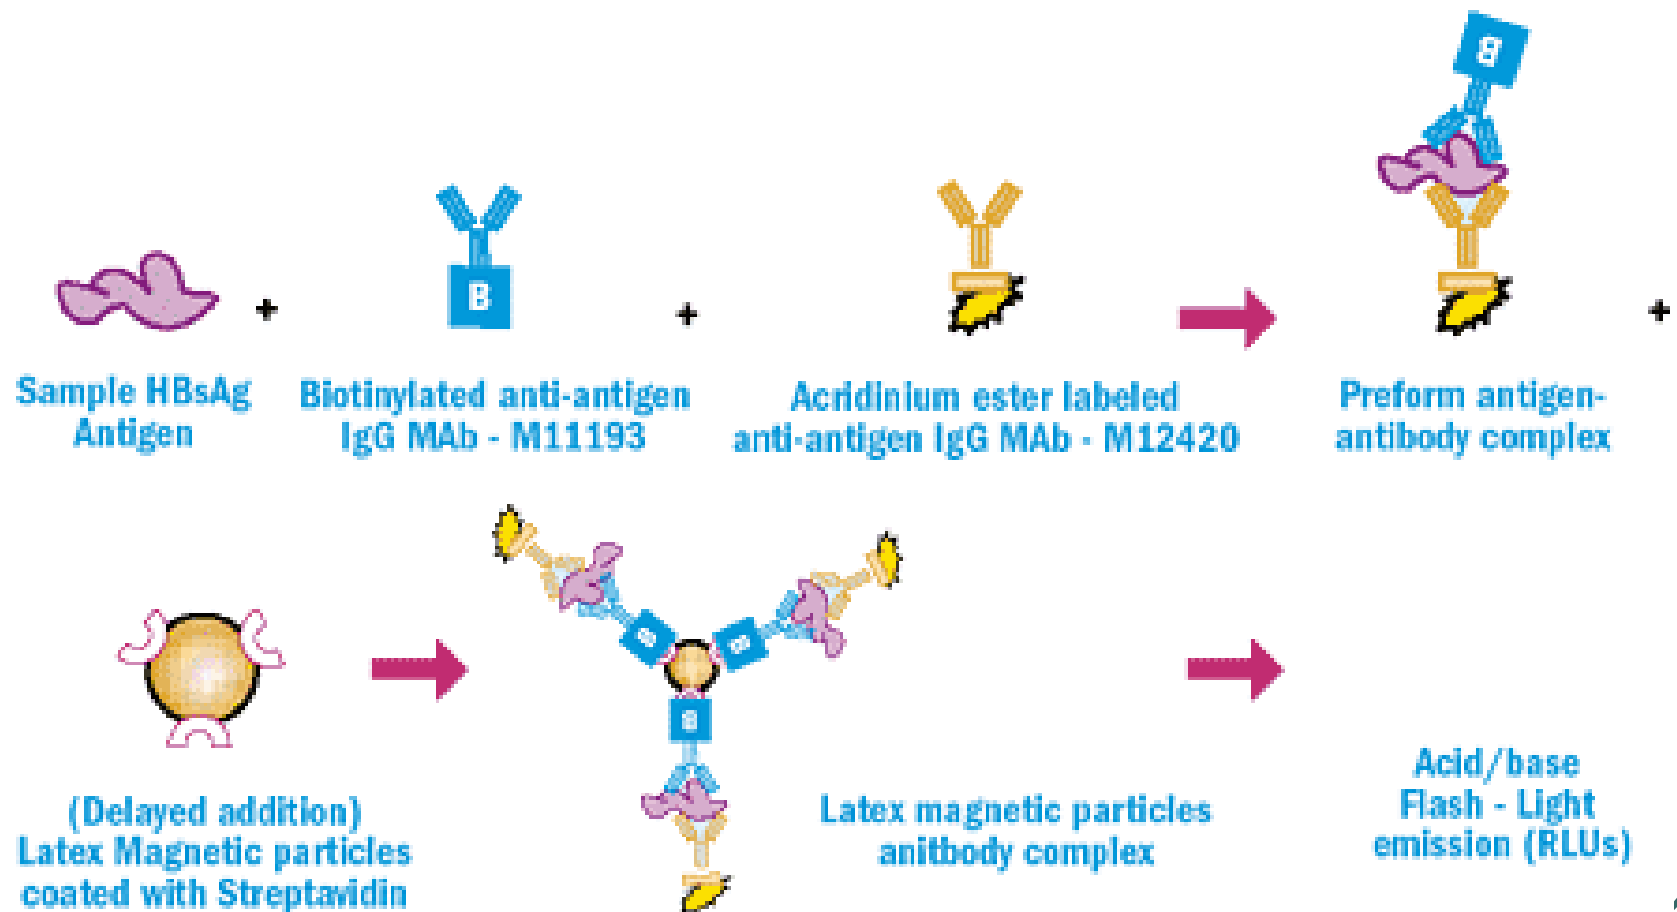 B
B
+
+
+
Sample HBsAg
Antigen
Biotinylated anti-antigen
IgG MAb - M11193
Acridinium ester labeled
anti-antigen IgG MAb - M12420
Preform antigen-
antibody complex
B
B
B
(Delayed addition)
Latex Magnetic particles
coated with Streptavidin
Latex magnetic particles
anitbody complex
Acid/base
Flash - Light
emission (RLUs)